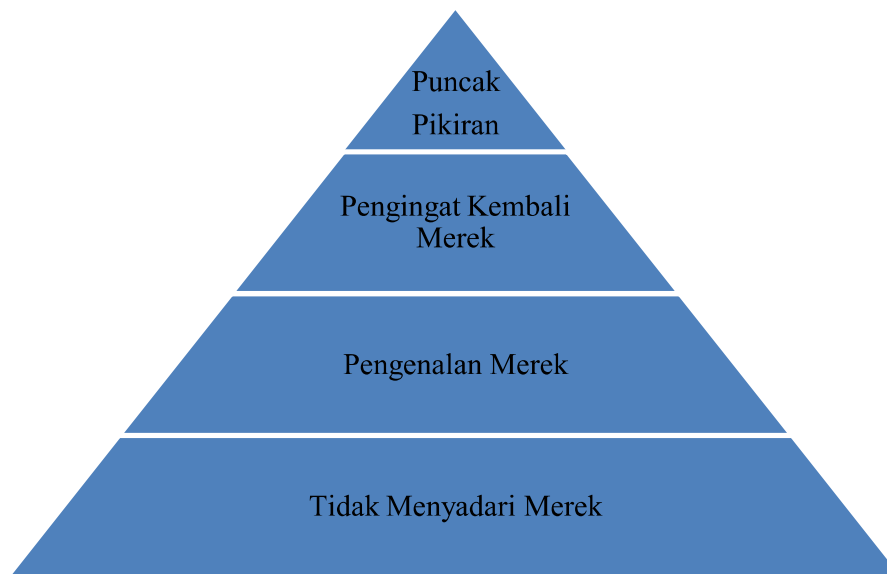 Puncak
Pikiran
Pengingat Kembali
Merek
Pengenalan Merek
Tidak Menyadari Merek